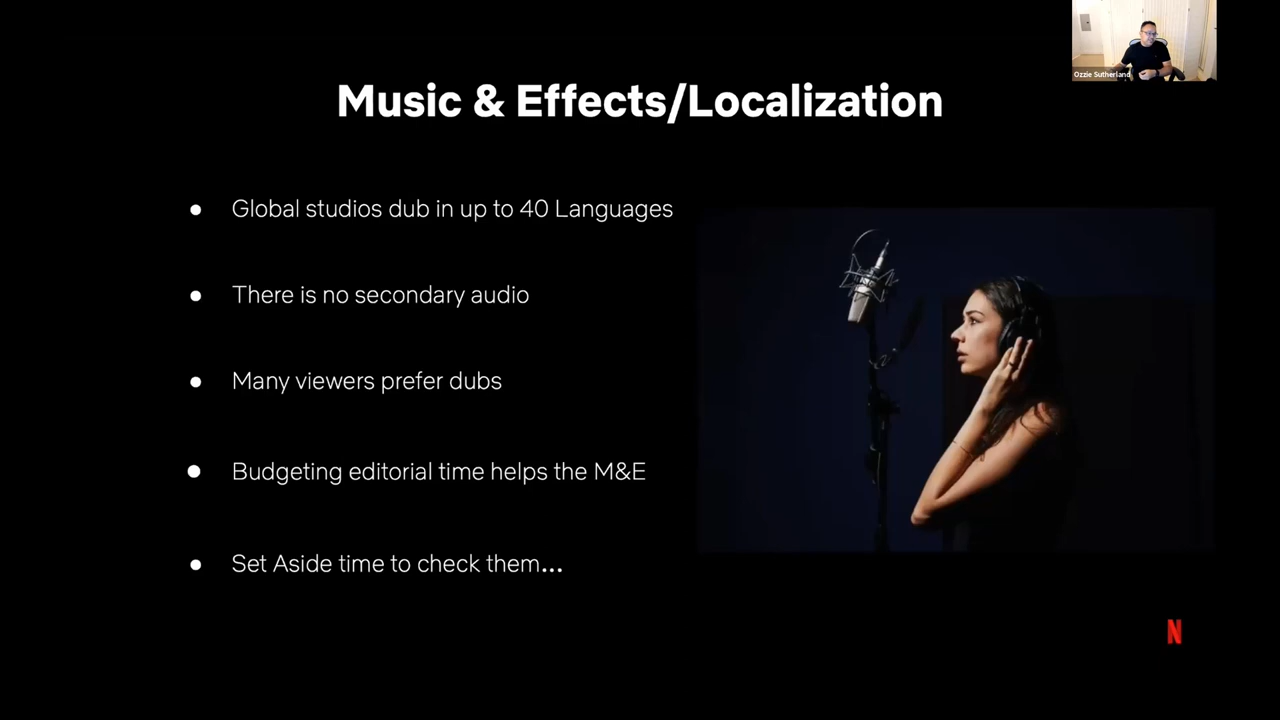 Ozzie Sutherland
Music & Effects/Localization
● Global studios dub in up to 40 Languages
● There is no secondary audio
● Many viewers prefer dubs
● Budgeting editorial time helps the M&E
● Set Aside time to check them...
N